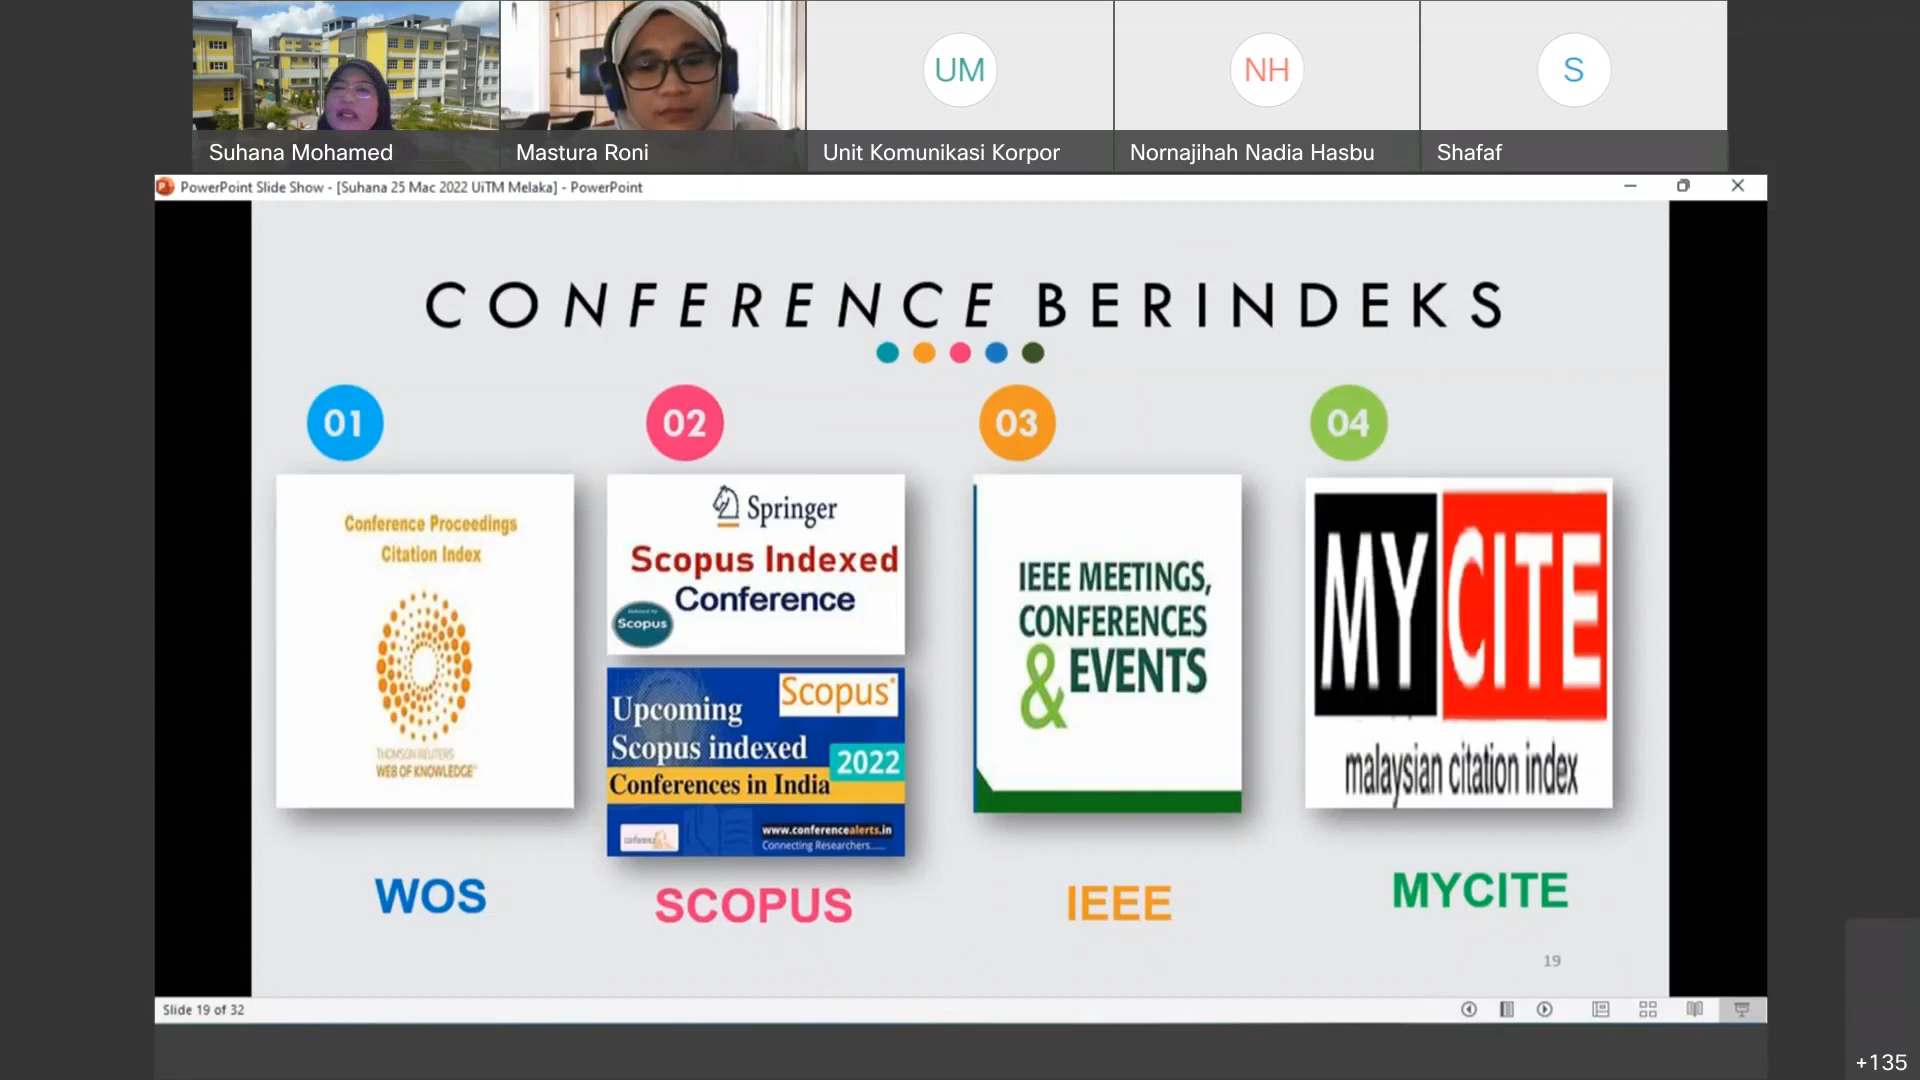 UM
NH
S
Suhana Mohamed
Mastura Roni
Unit Komunikasi Korpor
Nornajihah Nadia Hasbu
Shafaf
PowerPoint Slide Show - [Suhana 25 Mac 2022 UiTM Melaka] - PowerPoint
CONFERENCE BERINDEKS
01
02
03
04
Conference Proceedings
Citation Index
THOMSON REUTERS
WEB OF KNOWLEDGE
Springer
Scopus Indexed
Conference
Scopus
Scopus
Upcoming
Scopus indexed
2022
Conferences in India
www.conferencealerts.in
Connecting Researchers......
IEEE MEETINGS,
CONFERENCES
& EVENTS
MYCITE
malaysian citation index
WOS
SCOPUS
IEEE
MYCITE
19
Slide 19 of 32
+135